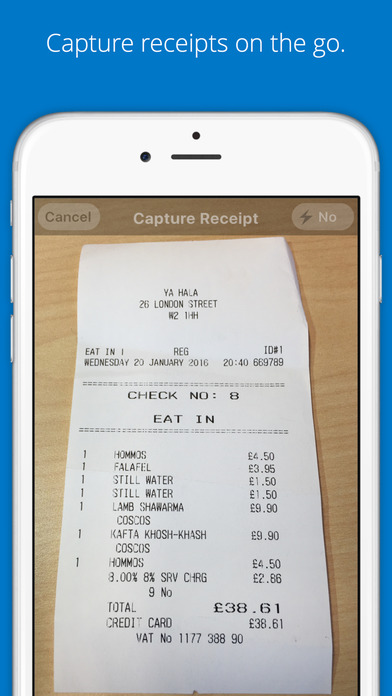 Capture receipts on the go.
Cancel Capture Receipt No
YA HALA
26 LONDON STREET
W2 1HH
EAT IN 1 REG ID#1
WEDNESDAY 20 JANUARY 2016 20:40 669789
CHECK NO: 8
EAT IN
1 HOMMOS £4.50
1 FALAFEL £3.95
1 STILL WATER £1.50
1 STILL WATER £1.50
1 LAMB SHAWARMA £9.90
COSCOS
1 KAFTA KHOSH-KHASH £9.90
COSCOS
1 HOMMOS £4.50
8.00% 8% SRV CHRG £2.86
9 No
TOTAL £38.61
CREDIT CARD £38.61
VAT No 1177 388 90